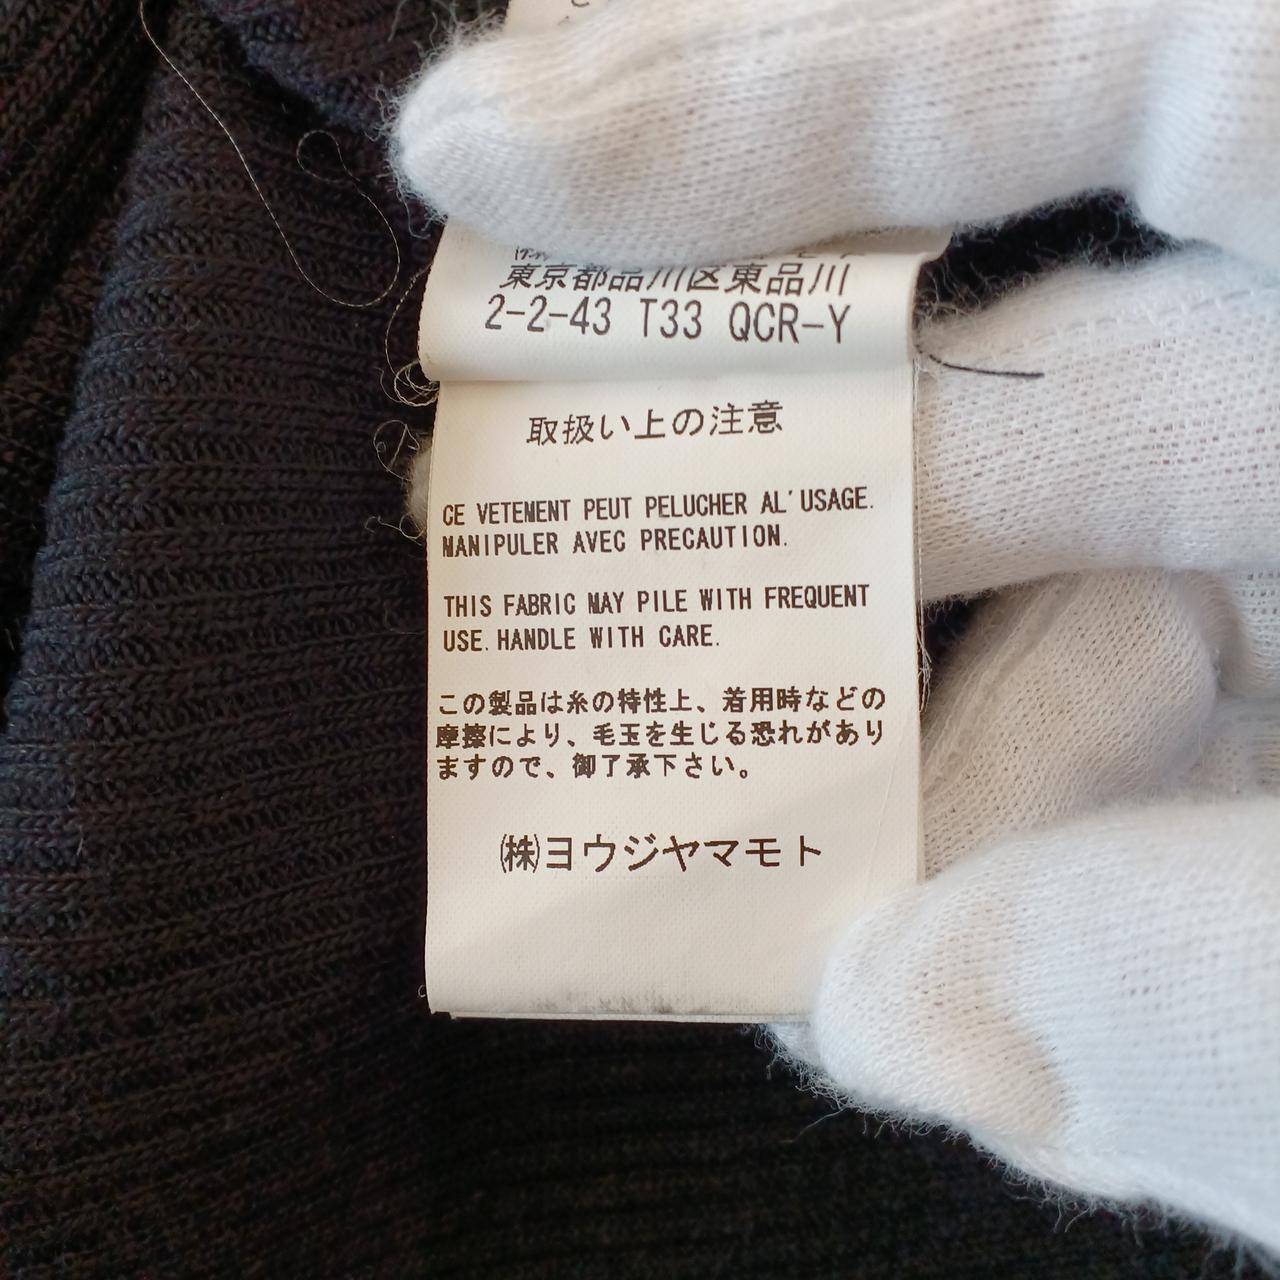 東京都品川区東品川
2-2-43 T33 QCR-Y
取扱い上の注意
CE VETEMENT PEUT PELUCHER AL'USAGE.
MANIPULER AVEC PRECAUTION.
THIS FABRIC MAY PILE WITH FREQUENT
USE. HANDLE WITH CARE.
この製品は糸の特性上、着用時などの
摩擦により、毛玉を生じる恐れがあり
ますので、御了承下さい。
㈱ヨウジヤマモト